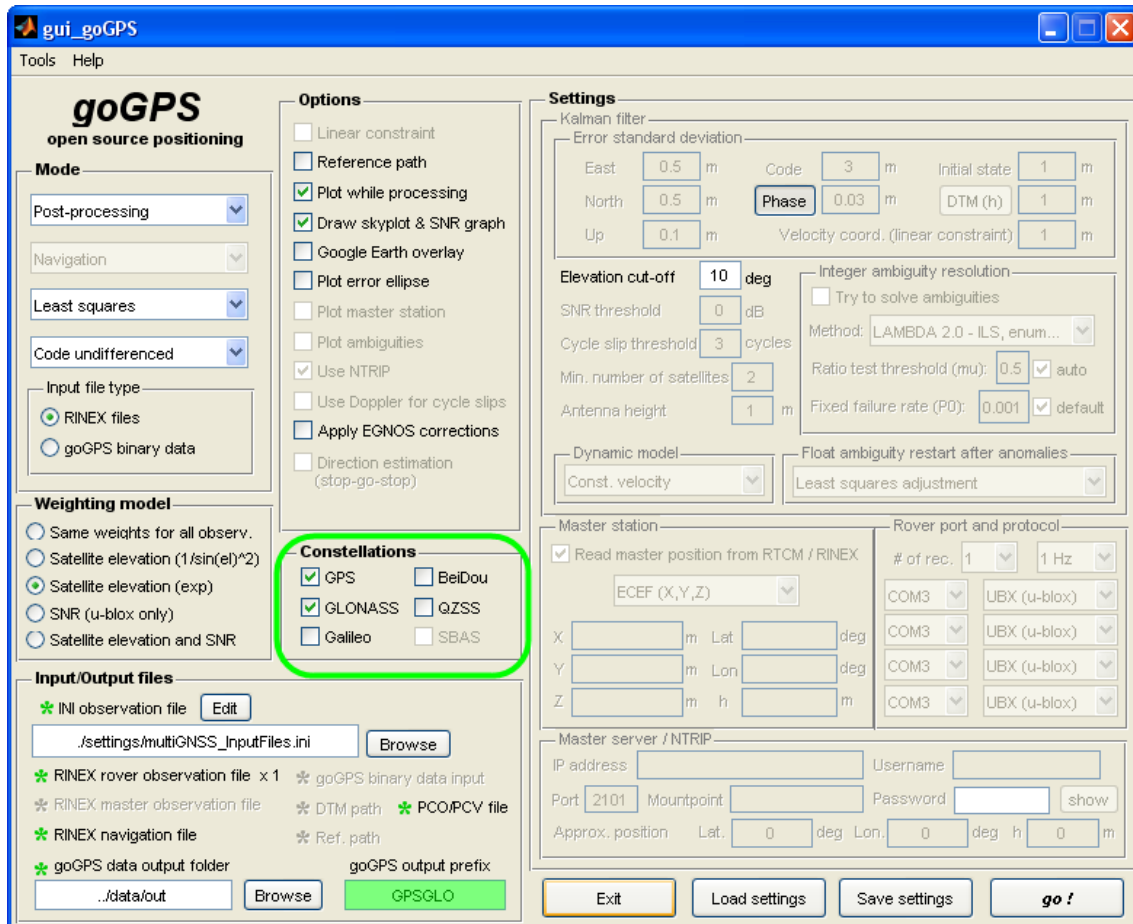 gui_goGPS
Tools Help
goGPS
open source positioning
Mode
Post-processing
Navigation
Least squares
Code undifferenced
Input file type
RINEX files
goGPS binary data
Weighting model
Same weights for all observ.
Satellite elevation (1/sin(el)^2)
Satellite elevation (exp)
SNR (u-blox only)
Satellite elevation and SNR
Options
Linear constraint
Reference path
Plot while processing
Draw skyplot & SNR graph
Google Earth overlay
Plot error ellipse
Plot master station
Plot ambiguities
Use NTRIP
Use Doppler for cycle slips
Apply EGNOS corrections
Direction estimation
(stop-go-stop)
Constellations
GPS BeiDou
GLONASS QZSS
Galileo SBAS
Input/Output files
INI observation file Edit
./settings/multiGNSS_InputFiles.ini Browse
RINEX rover observation file x 1 goGPS binary data input
RINEX master observation file DTM path PCO/PCV file
RINEX navigation file Ref. path
goGPS data output folder goGPS output prefix
../data/out Browse GPSGLO
Settings
Kalman filter
Error standard deviation
East 0.5 m Code 3 m Initial state 1 m
North 0.5 m Phase 0.03 m DTM (h) 1 m
Up 0.1 m Velocity coord. (linear constraint) 1 m
Elevation cut-off 10 deg
SNR threshold 0 dB
Cycle slip threshold 3 cycles
Min. number of satellites 2
Antenna height 1 m
Integer ambiguity resolution
Try to solve ambiguities
Method: LAMBDA 2.0 - ILS, enum...
Ratio test threshold (mu): 0.5 auto
Fixed failure rate (P0): 0.001 default
Dynamic model
Const. velocity
Float ambiguity restart after anomalies
Least squares adjustment
Master station
Read master position from RTCM / RINEX
ECEF (X,Y,Z)
X m Lat deg
Y m Lon deg
Z m h m
Rover port and protocol
# of rec. 1 1 Hz
COM3 UBX (u-blox)
COM3 UBX (u-blox)
COM3 UBX (u-blox)
COM3 UBX (u-blox)
Master server / NTRIP
IP address Username
Port 2101 Mountpoint Password show
Approx. position Lat. 0 deg Lon. 0 deg h 0 m
Exit Load settings Save settings go !